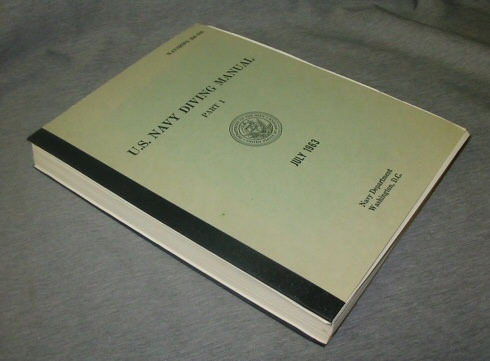 U.S. NAVY DIVING MANUAL
PART 1
JULY 1963
Navy Department
Washington, D.C.